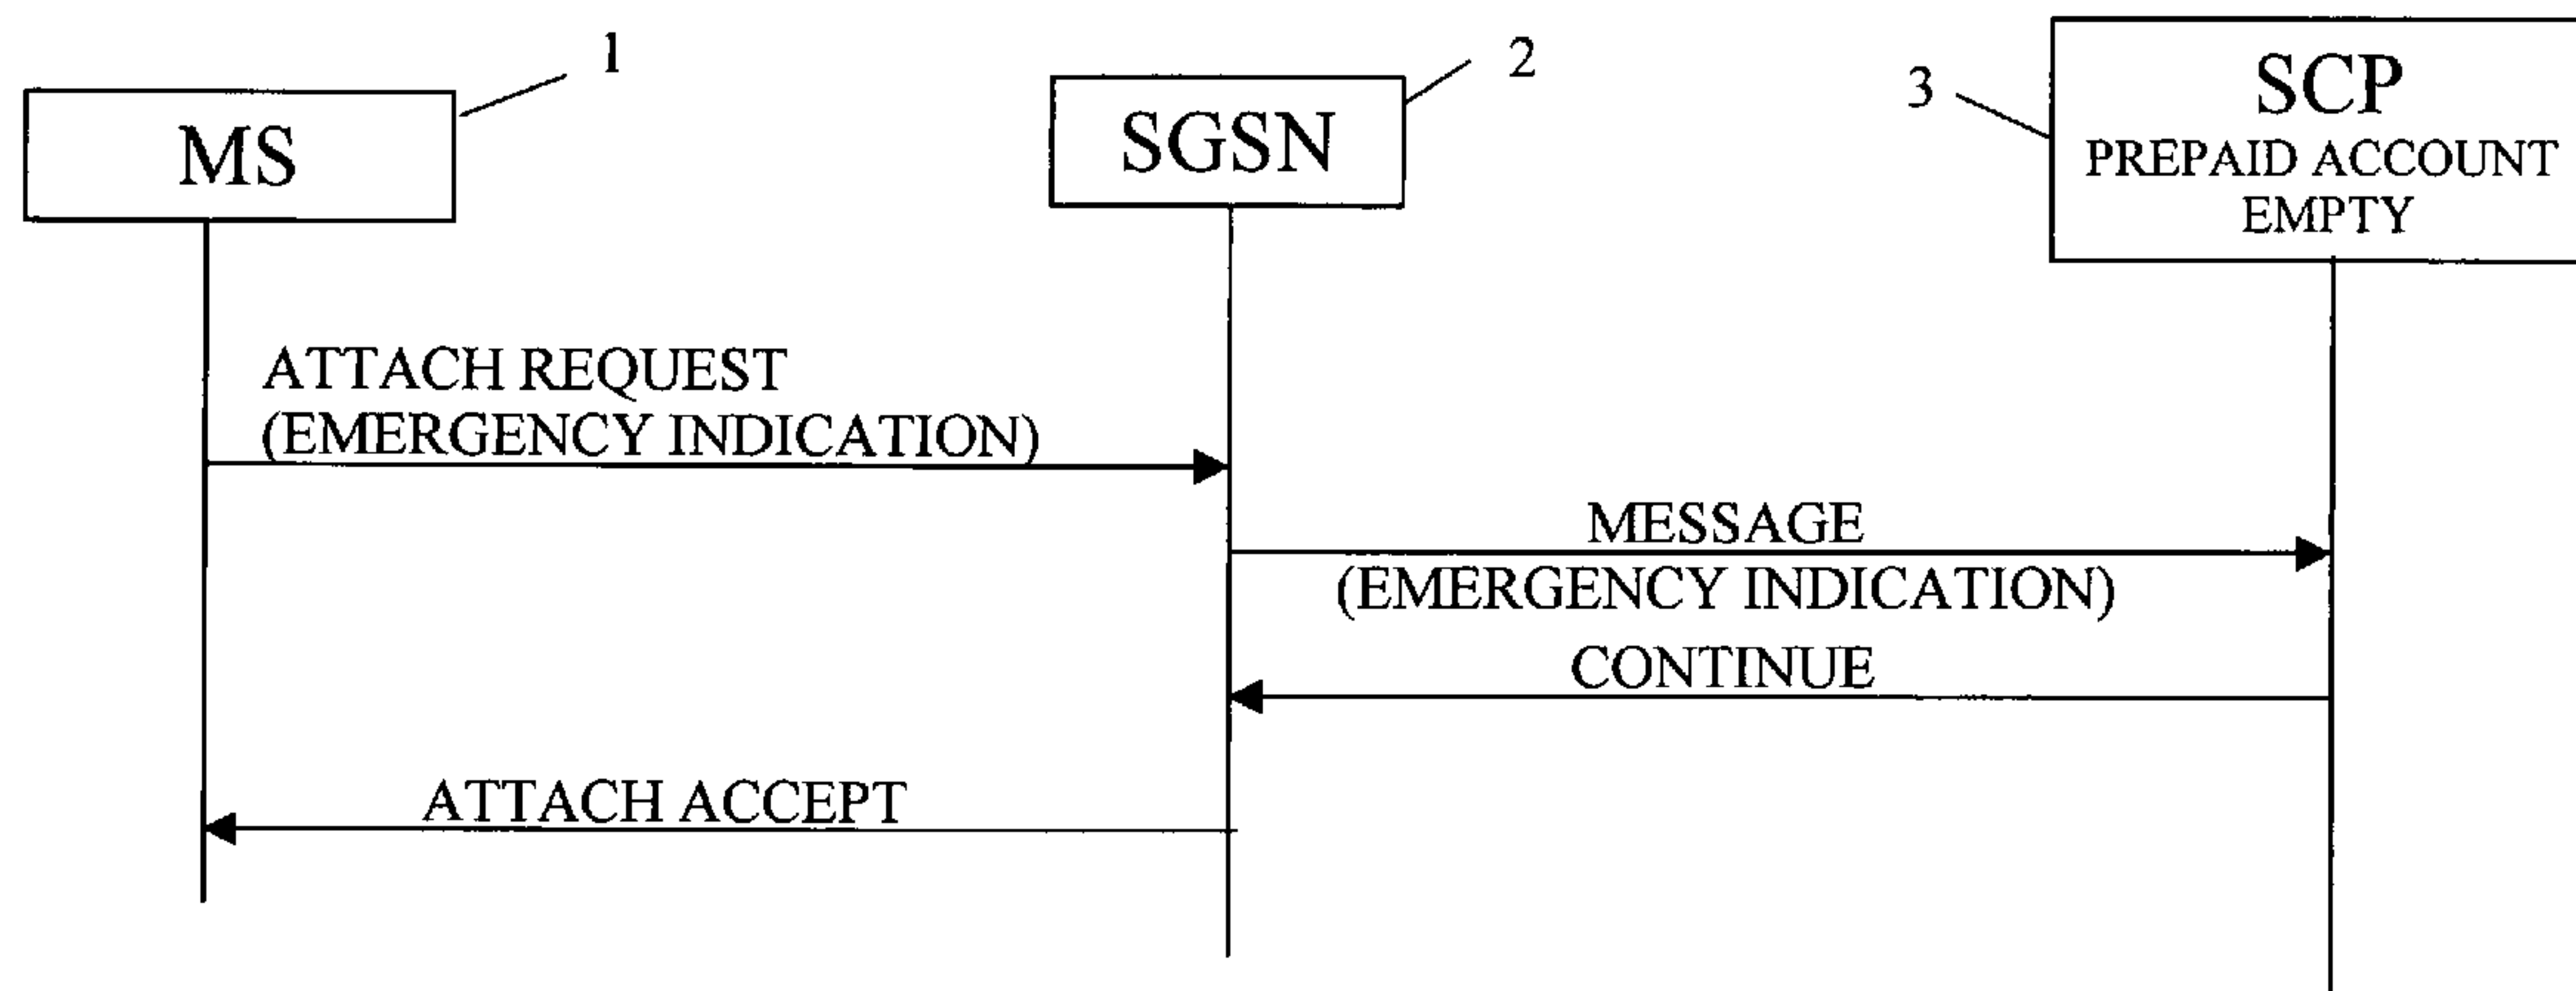 1
MS
2
SGSN
3
SCP
PREPAID ACCOUNT
EMPTY
ATTACH REQUEST
(EMERGENCY INDICATION)
MESSAGE
(EMERGENCY INDICATION)
CONTINUE
ATTACH ACCEPT